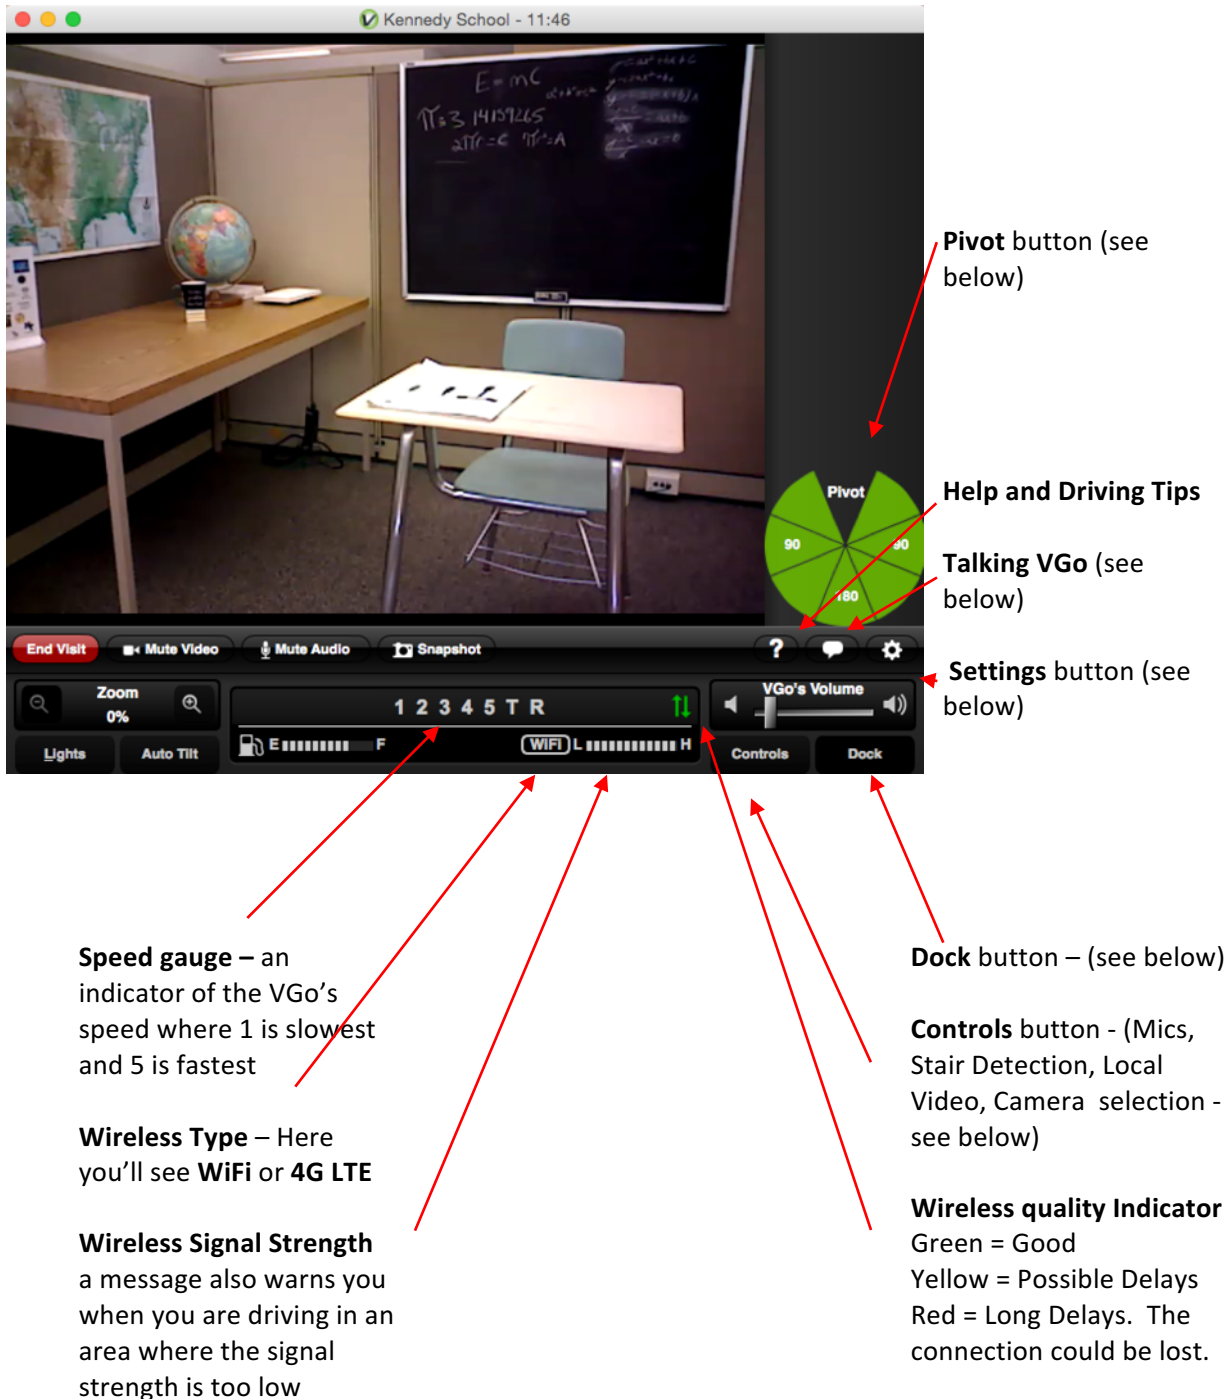 Kennedy School - 11:46
E = mC
π = 3 14159265
2πr = C πr² = A
Pivot button (see
below)
Pivot
90
90
180
Help and Driving Tips
Talking VGo (see
below)
Settings button (see
below)
End Visit
Mute Video
Mute Audio
Snapshot
?
Zoom
0%
1 2 3 4 5 T R
VGo's Volume
E F
WiFi L H
Lights
Auto Tilt
Controls
Dock
Speed gauge – an
indicator of the VGo’s
speed where 1 is slowest
and 5 is fastest
Wireless Type – Here
you’ll see WiFi or 4G LTE
Wireless Signal Strength
a message also warns you
when you are driving in an
area where the signal
strength is too low
Dock button – (see below)
Controls button - (Mics,
Stair Detection, Local
Video, Camera selection -
see below)
Wireless quality Indicator
Green = Good
Yellow = Possible Delays
Red = Long Delays. The
connection could be lost.